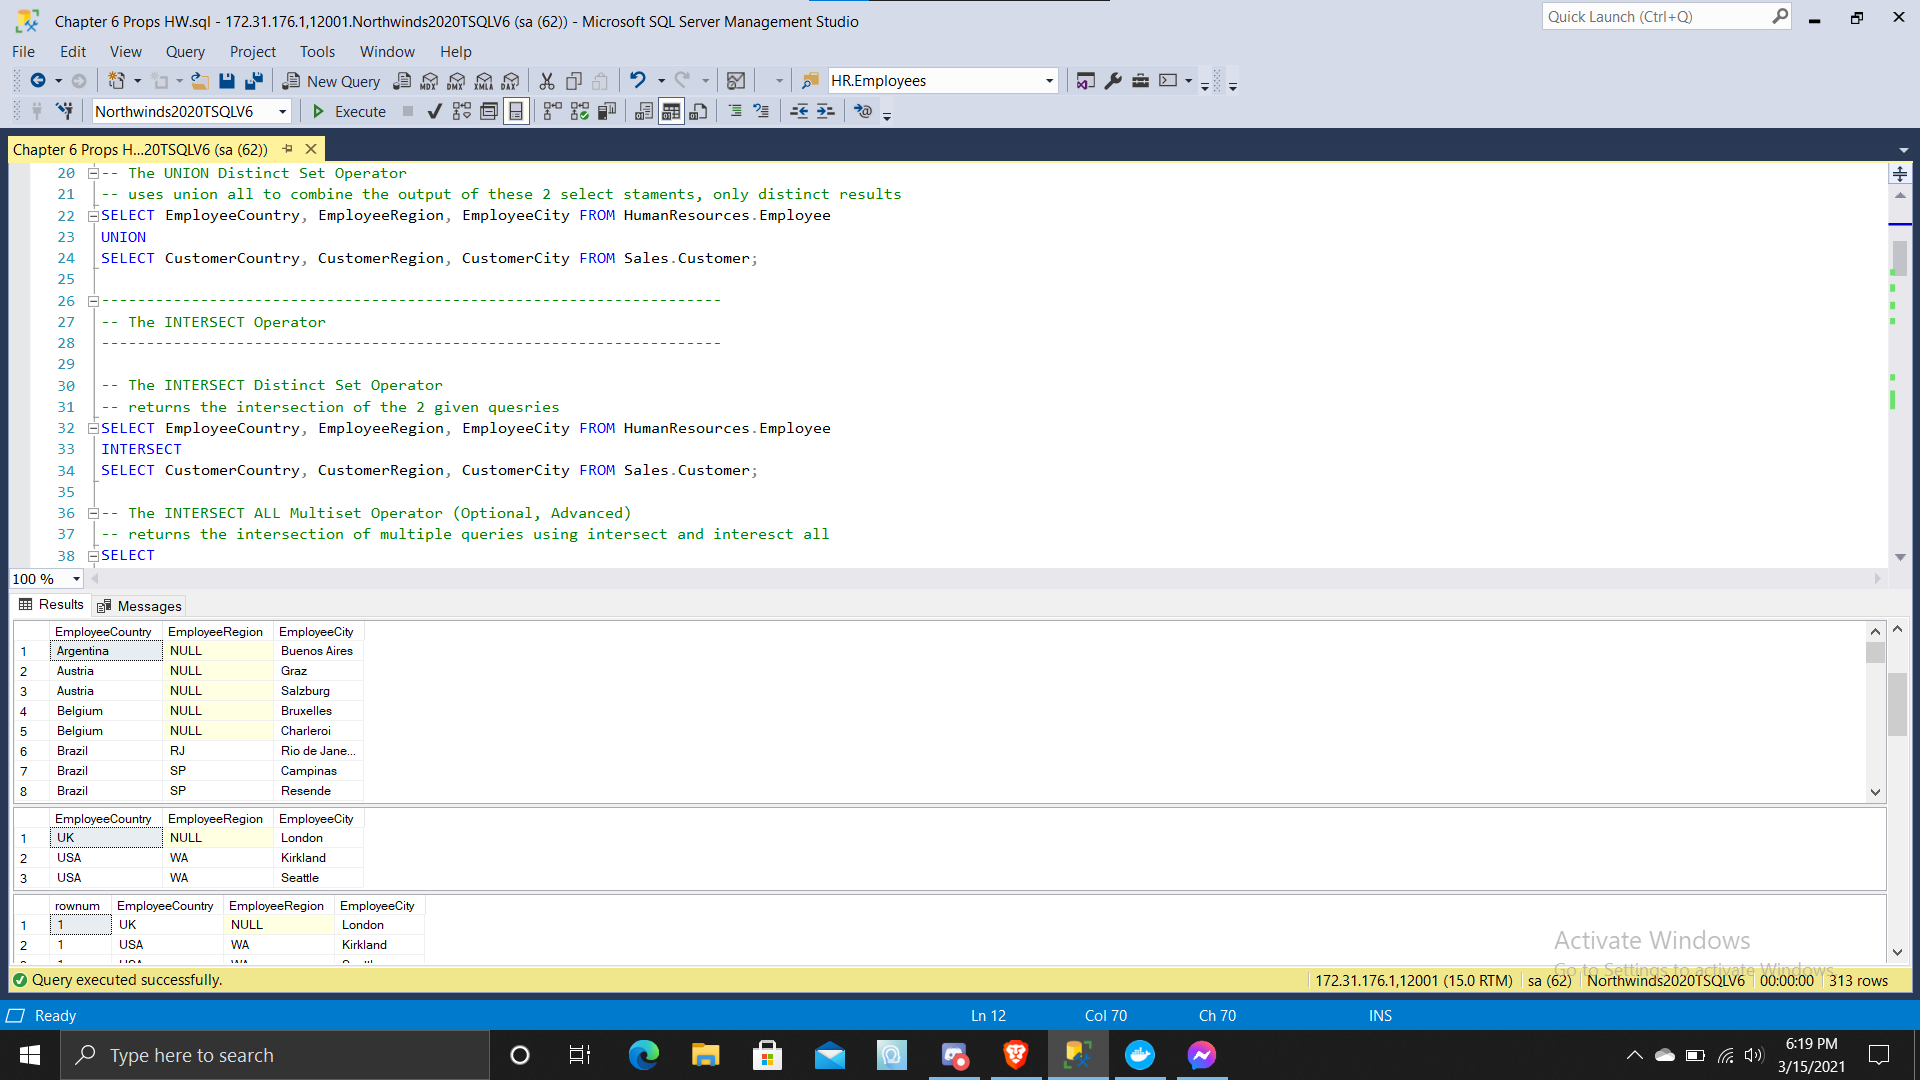 Chapter 6 Props HW.sql - 172.31.176.1,12001.Northwinds2020TSQLV6 (sa (62)) - Microsoft SQL Server Management Studio
Quick Launch (Ctrl+Q)
File Edit View Query Project Tools Window Help
New Query MDX DMX XMLA DAX HR.Employees
Northwinds2020TSQLV6 Execute
Chapter 6 Props H...20TSQLV6 (sa (62))
20 -- The UNION Distinct Set Operator
21 -- uses union all to combine the output of these 2 select staments, only distinct results
22 SELECT EmployeeCountry, EmployeeRegion, EmployeeCity FROM HumanResources.Employee
23 UNION
24 SELECT CustomerCountry, CustomerRegion, CustomerCity FROM Sales.Customer;
25
26 ---------------------------------------------------------------------
27 -- The INTERSECT Operator
28 ---------------------------------------------------------------------
29
30 -- The INTERSECT Distinct Set Operator
31 -- returns the intersection of the 2 given quesries
32 SELECT EmployeeCountry, EmployeeRegion, EmployeeCity FROM HumanResources.Employee
33 INTERSECT
34 SELECT CustomerCountry, CustomerRegion, CustomerCity FROM Sales.Customer;
35
36 -- The INTERSECT ALL Multiset Operator (Optional, Advanced)
37 -- returns the intersection of multiple queries using intersect and interesct all
38 SELECT
100 %
Results Messages
EmployeeCountry EmployeeRegion EmployeeCity
1 Argentina NULL Buenos Aires
2 Austria NULL Graz
3 Austria NULL Salzburg
4 Belgium NULL Bruxelles
5 Belgium NULL Charleroi
6 Brazil RJ Rio de Jane...
7 Brazil SP Campinas
8 Brazil SP Resende
EmployeeCountry EmployeeRegion EmployeeCity
1 UK NULL London
2 USA WA Kirkland
3 USA WA Seattle
rownum EmployeeCountry EmployeeRegion EmployeeCity
1 1 UK NULL London
2 1 USA WA Kirkland
Activate Windows
Go to Settings to activate Windows.
Query executed successfully. 172.31.176.1,12001 (15.0 RTM) sa (62) Northwinds2020TSQLV6 00:00:00 313 rows
Ready Ln 12 Col 70 Ch 70 INS
Type here to search
6:19 PM
3/15/2021